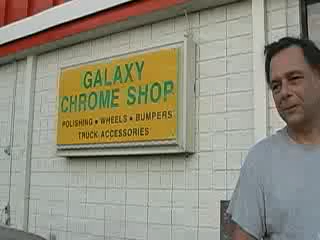 GALAXY
CHROME SHOP
POLISHING • WHEELS • BUMPERS
TRUCK ACCESSORIES